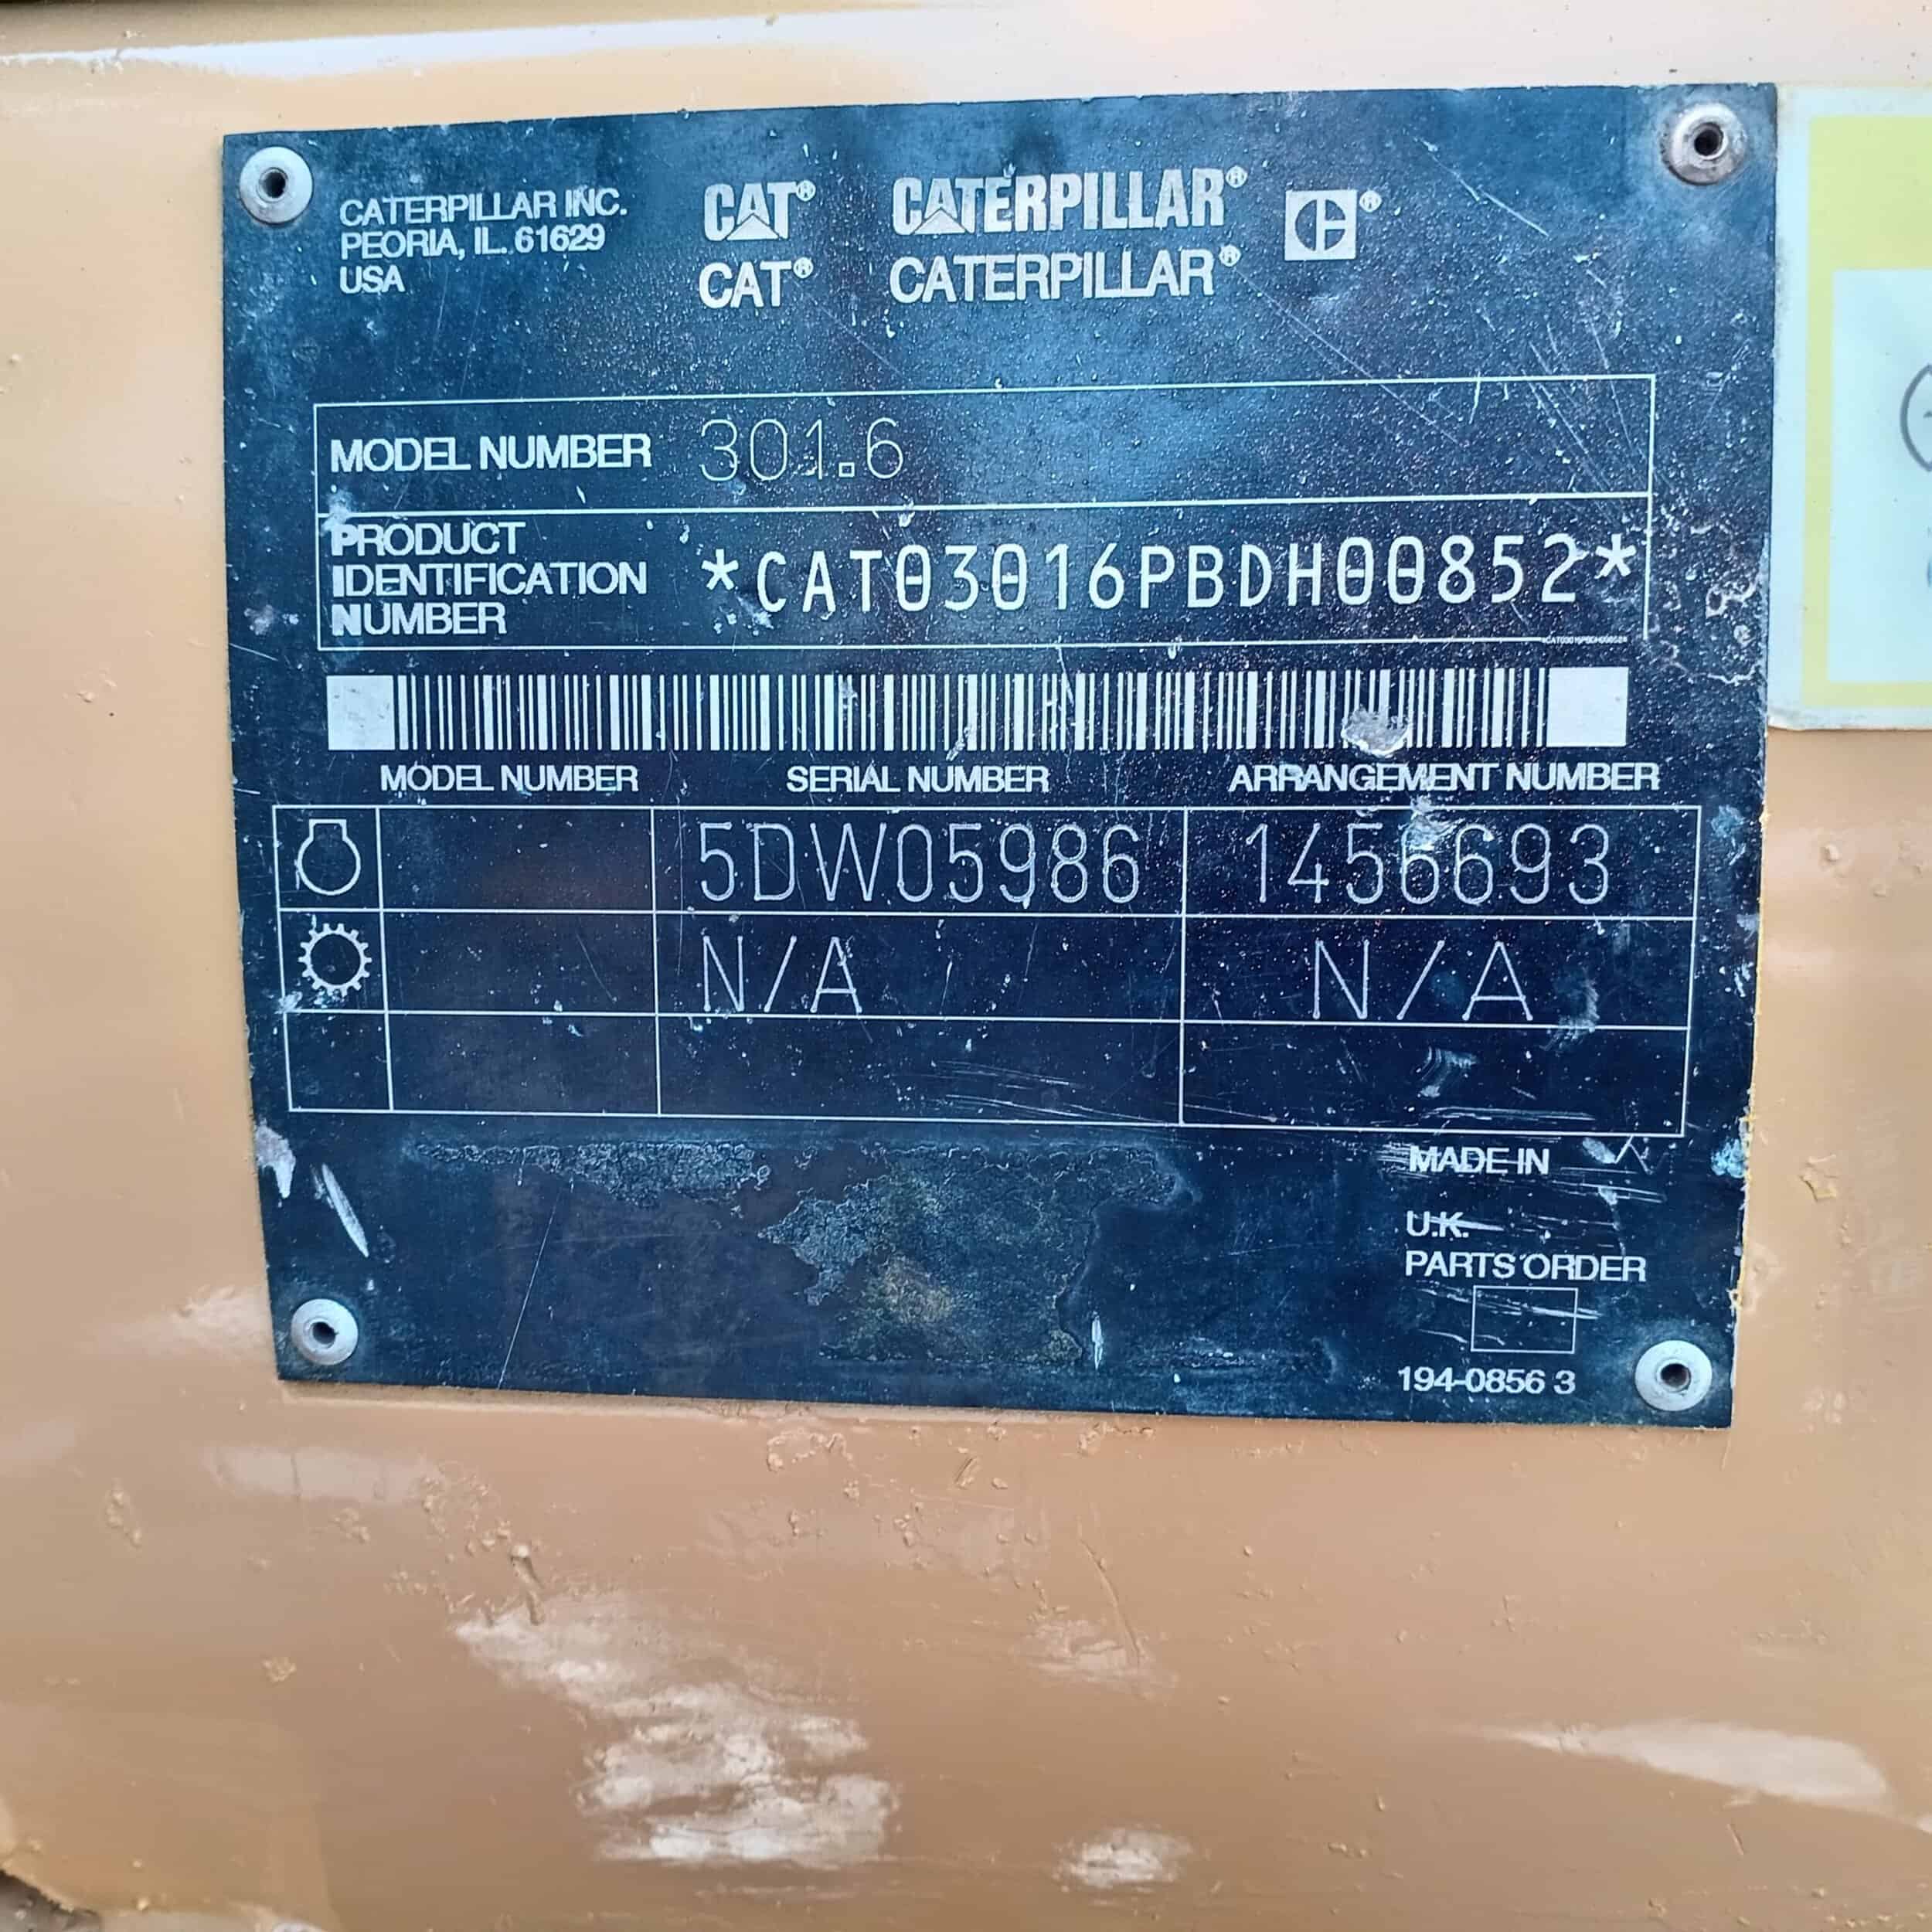 CATERPILLAR INC.
PEORIA, IL. 61629
USA
CAT® CATERPILLAR® ®
CAT® CATERPILLAR®
MODEL NUMBER 301.6
PRODUCT
IDENTIFICATION
NUMBER
*CAT03016PBDH00852*
*CAT03016PBDH00852*
MODEL NUMBER SERIAL NUMBER ARRANGEMENT NUMBER
5DW05986 1456693
N/A N/A
MADE IN
U.K.
PARTS ORDER
194-0856 3